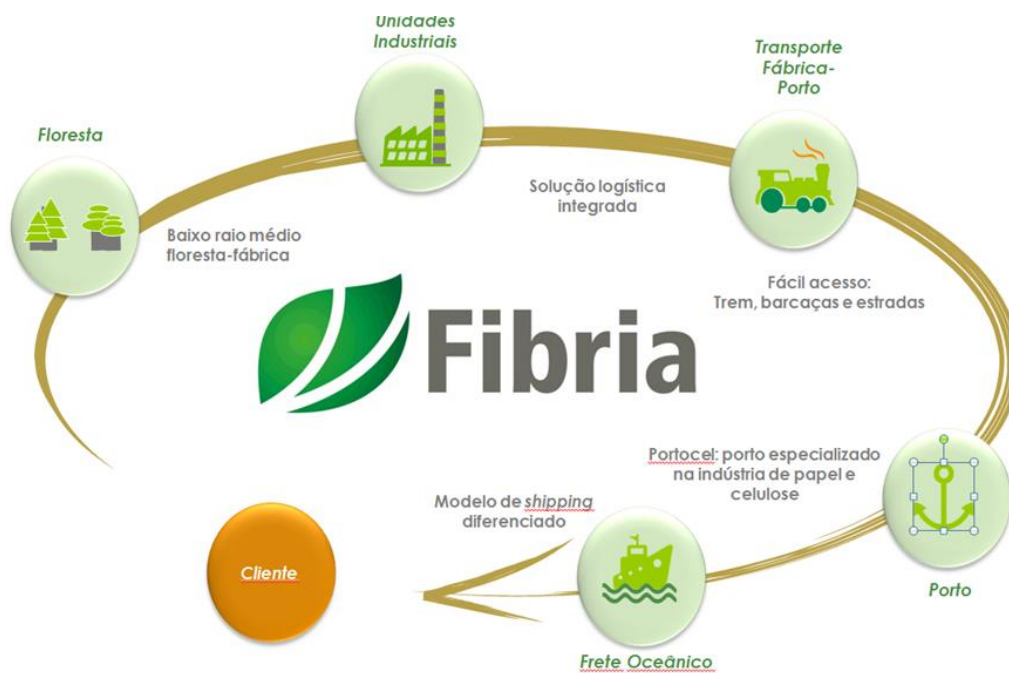 Unidades
Industriais
Transporte
Fábrica-
Porto
Floresta
Solução logística
integrada
Baixo raio médio
floresta-fábrica
Fácil acesso:
Trem, barcaças e estradas
Fibria
Portocel: porto especializado
na indústria de papel e
celulose
Modelo de shipping
diferenciado
Cliente
Porto
Frete Oceânico